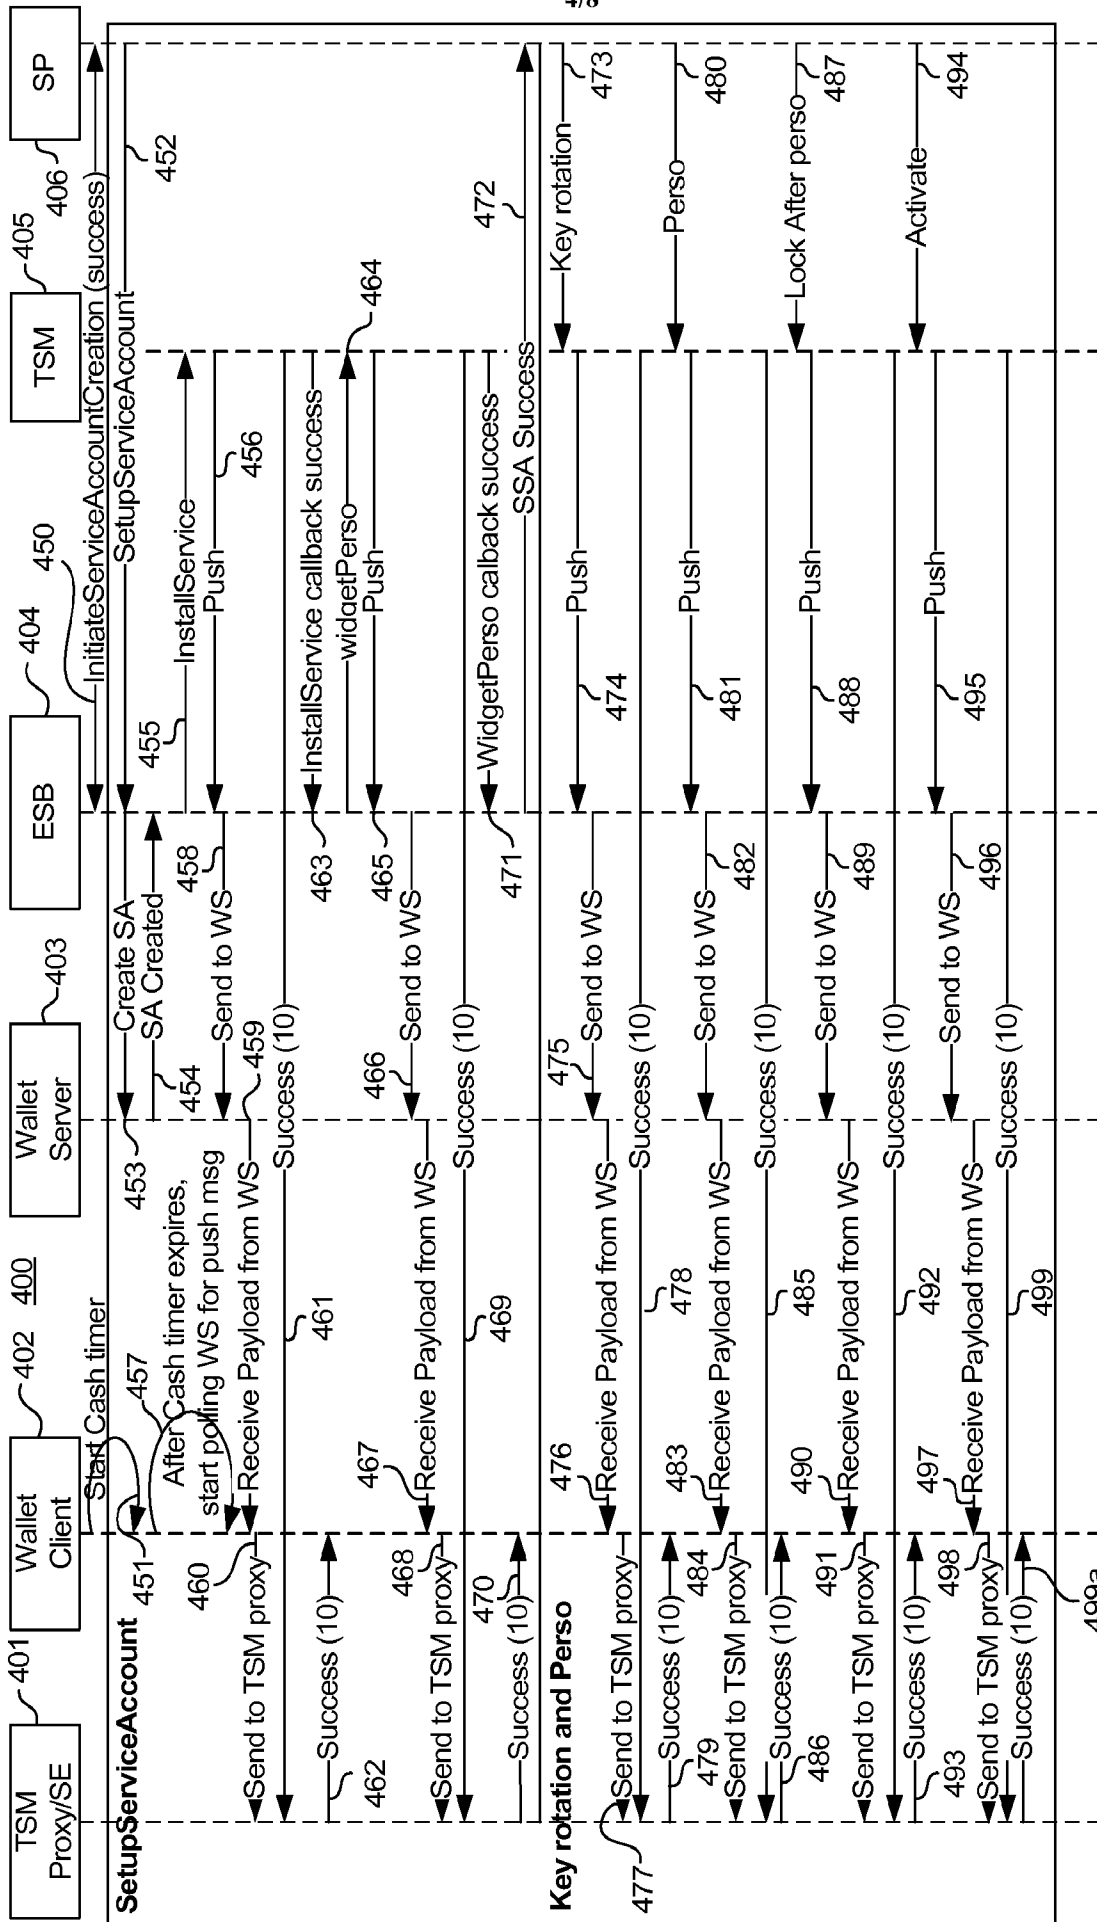 4/8
400
TSM
Proxy/SE
401
Wallet
Client
402
Wallet
Server
403
ESB
404
TSM
405
SP
406
Start Cash timer
450
InitiateServiceAccountCreation (success)
SetupServiceAccount
451
453
Create SA
SetupServiceAccount
452
454
SA Created
457
After Cash timer expires,
start polling WS for push msg
455
InstallService
Push
456
458
Send to WS
459
Receive Payload from WS
460
Send to TSM proxy
461
Success (10)
462
Success (10)
463
InstallService callback success
widgetPerso
464
465
Push
466
Send to WS
467
Receive Payload from WS
468
Send to TSM proxy
469
Success (10)
470
Success (10)
471
WidgetPerso calback success
SSA Success
472
Key rotation and Perso
Key rotation
473
Push
474
475
Send to WS
476
Receive Payload from WS
477
Send to TSM proxy
Success (10)
478
479
Success (10)
Perso
480
Push
481
Send to WS
482
483
Receive Payload from WS
484
Send to TSM proxy
Success (10)
485
486
Success (10)
Lock After perso
487
Push
488
Send to WS
489
490
Receive Payload from WS
491
Send to TSM proxy
Success (10)
492
493
Success (10)
Activate
494
Push
495
Send to WS
496
497
Receive Payload from WS
498
Send to TSM proxy
Success (10)
499
Success (10)
499a